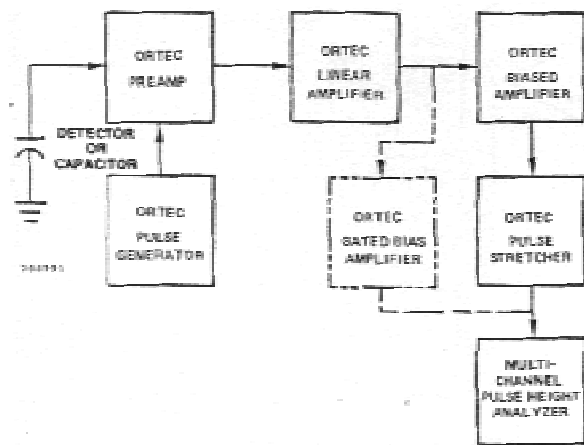 ORTEC
PREAMP
ORTEC
LINEAR
AMPLIFIER
ORTEC
BIASED
AMPLIFIER
DETECTOR
OR
CAPACITOR
ORTEC
PULSE
GENERATOR
ORTEC
GATED BIAS
AMPLIFIER
ORTEC
PULSE
STRETCHER
MULTI-
CHANNEL
PULSE HEIGHT
ANALYZER